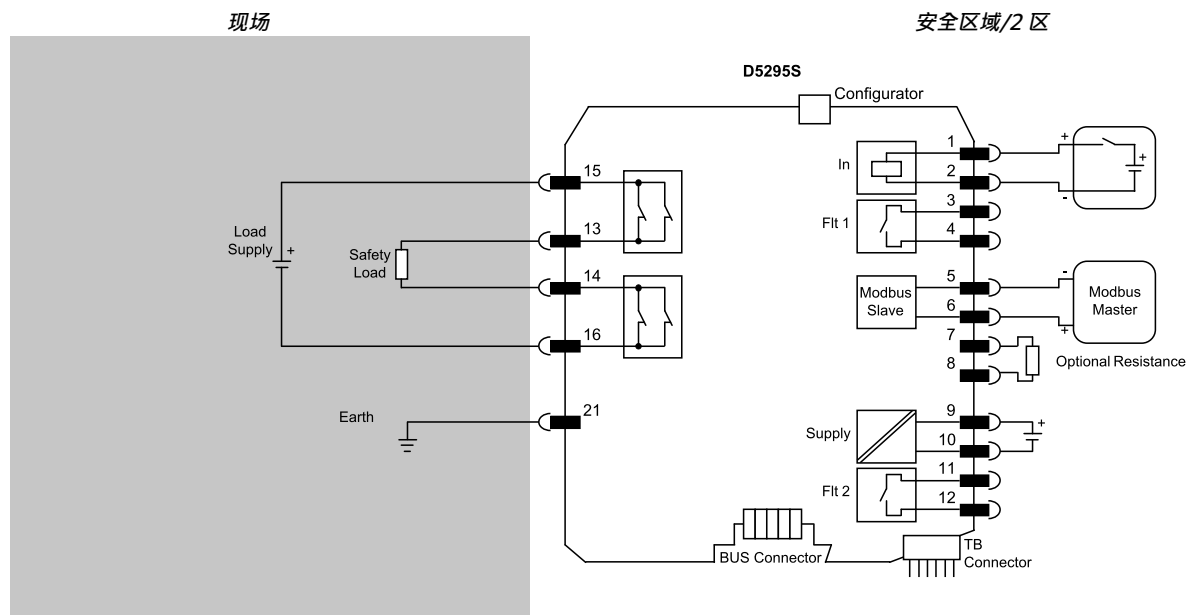 现场
安全区域/2 区
D5295S
Configurator
1
+
In
+
2
-
15
3
Flt 1
4
13
Load
Supply
+
Safety
Load
14
5
-
Modbus
Slave
Modbus
Master
6
+
16
7
8
Optional Resistance
21
Earth
9
+
Supply
10
11
Flt 2
12
BUS Connector
TB
Connector